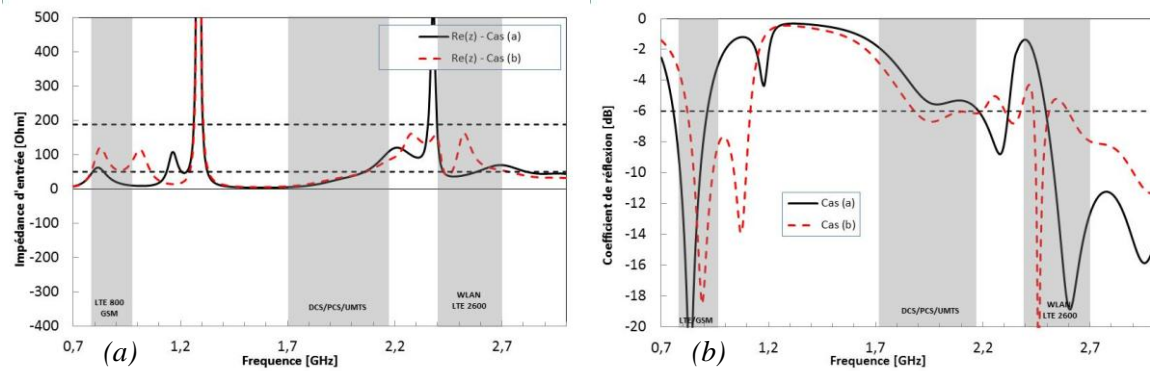 500
400
300
200
100
0
-100
-200
-300
-400
Impédance d'entrée [Ohm]
Re(z) - Cas (a)
Re(z) - Cas (b)
LTE 800
GSM
DCS/PCS/UMTS
WLAN
LTE 2600
0,7
1,2
1,7
2,2
2,7
(a)
Frequence [GHz]
0
-2
-4
-6
-8
-10
-12
-14
-16
-18
-20
Coefficient de réflexion [dB]
Cas (a)
Cas (b)
LTE/GSM
DCS/PCS/UMTS
WLAN
LTE 2600
0,7
1,2
1,7
2,2
2,7
(b)
Frequence [GHz]